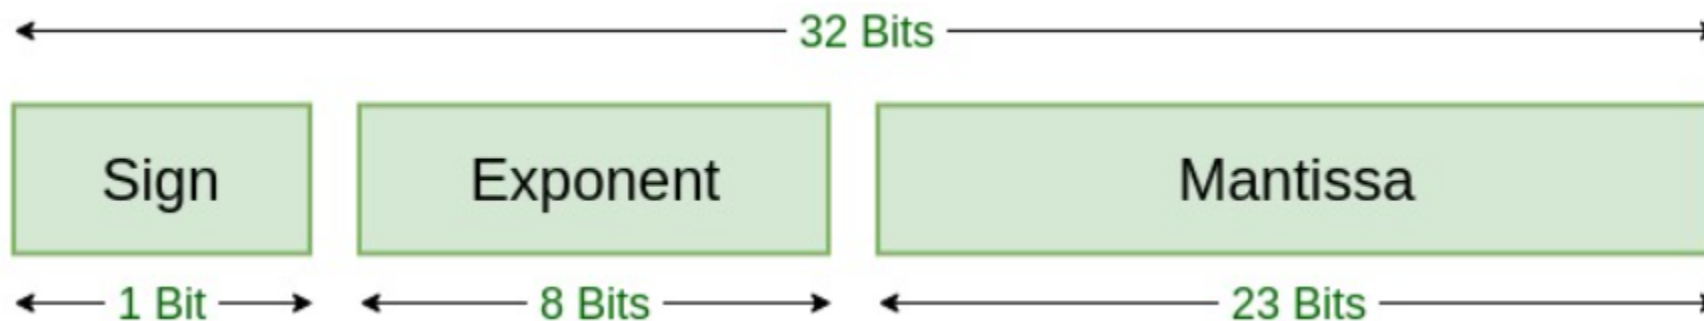 32 Bits
Sign Exponent Mantissa
1 Bit 8 Bits 23 Bits